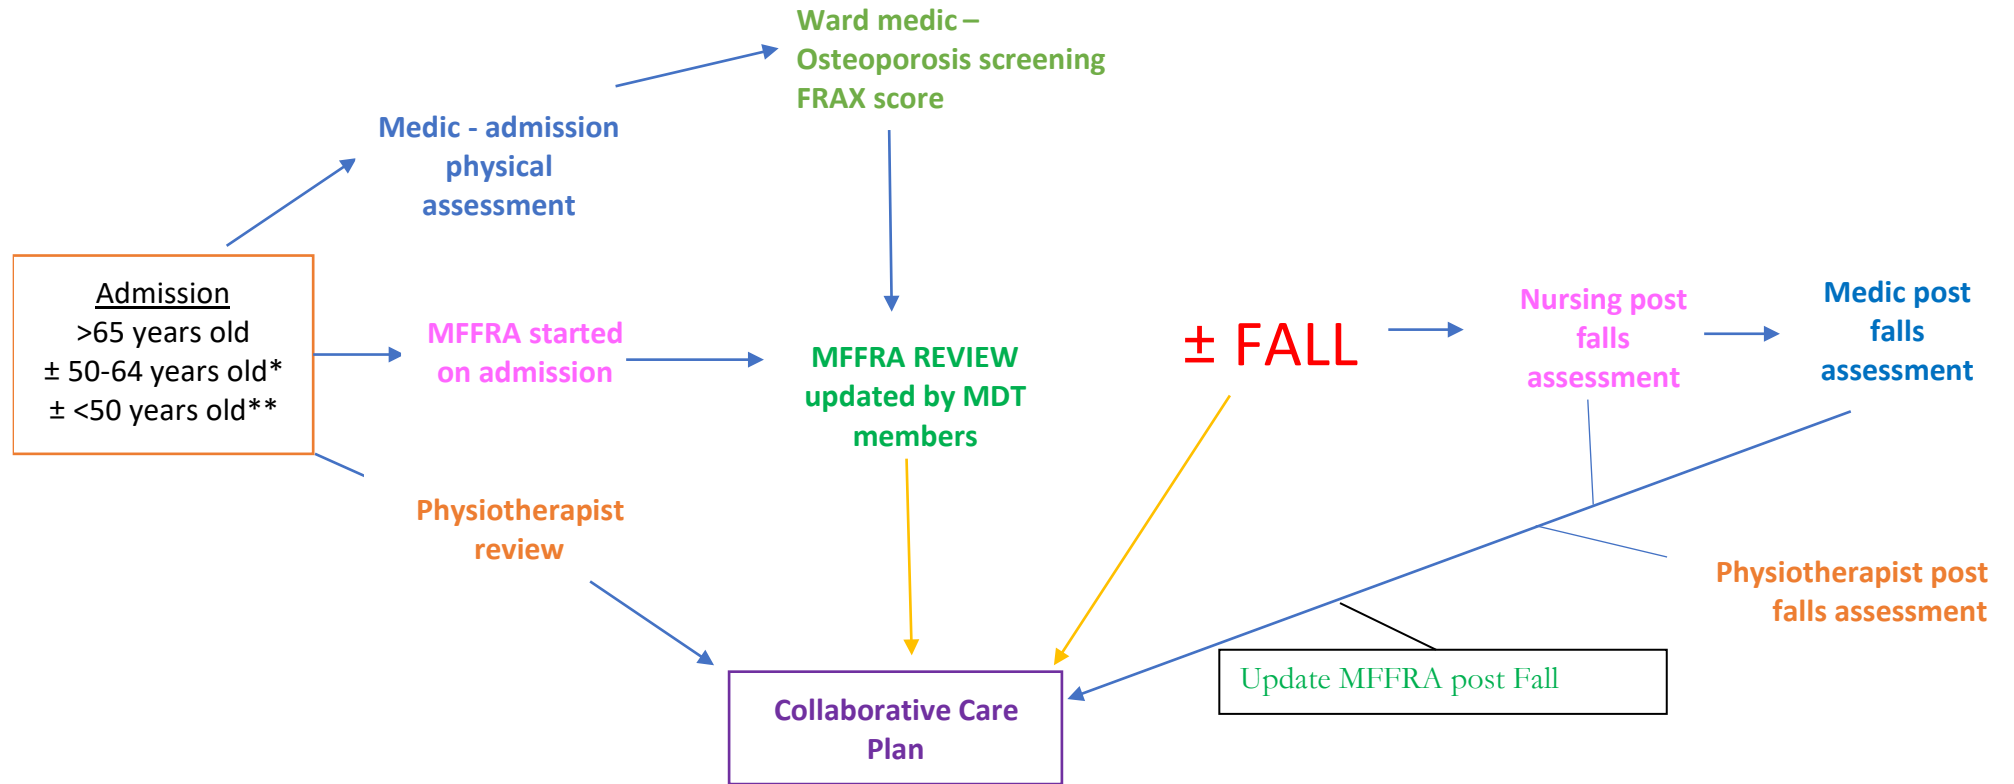 Ward medic –
Osteoporosis screening
FRAX score
Medic - admission
physical
assessment
Admission
>65 years old
± 50-64 years old*
± <50 years old**
MFFRA started
on admission
MFFRA REVIEW
updated by MDT
members
± FALL
Nursing post
falls
assessment
Medic post
falls
assessment
Physiotherapist
review
Physiotherapist post
falls assessment
Update MFFRA post Fall
Collaborative Care
Plan